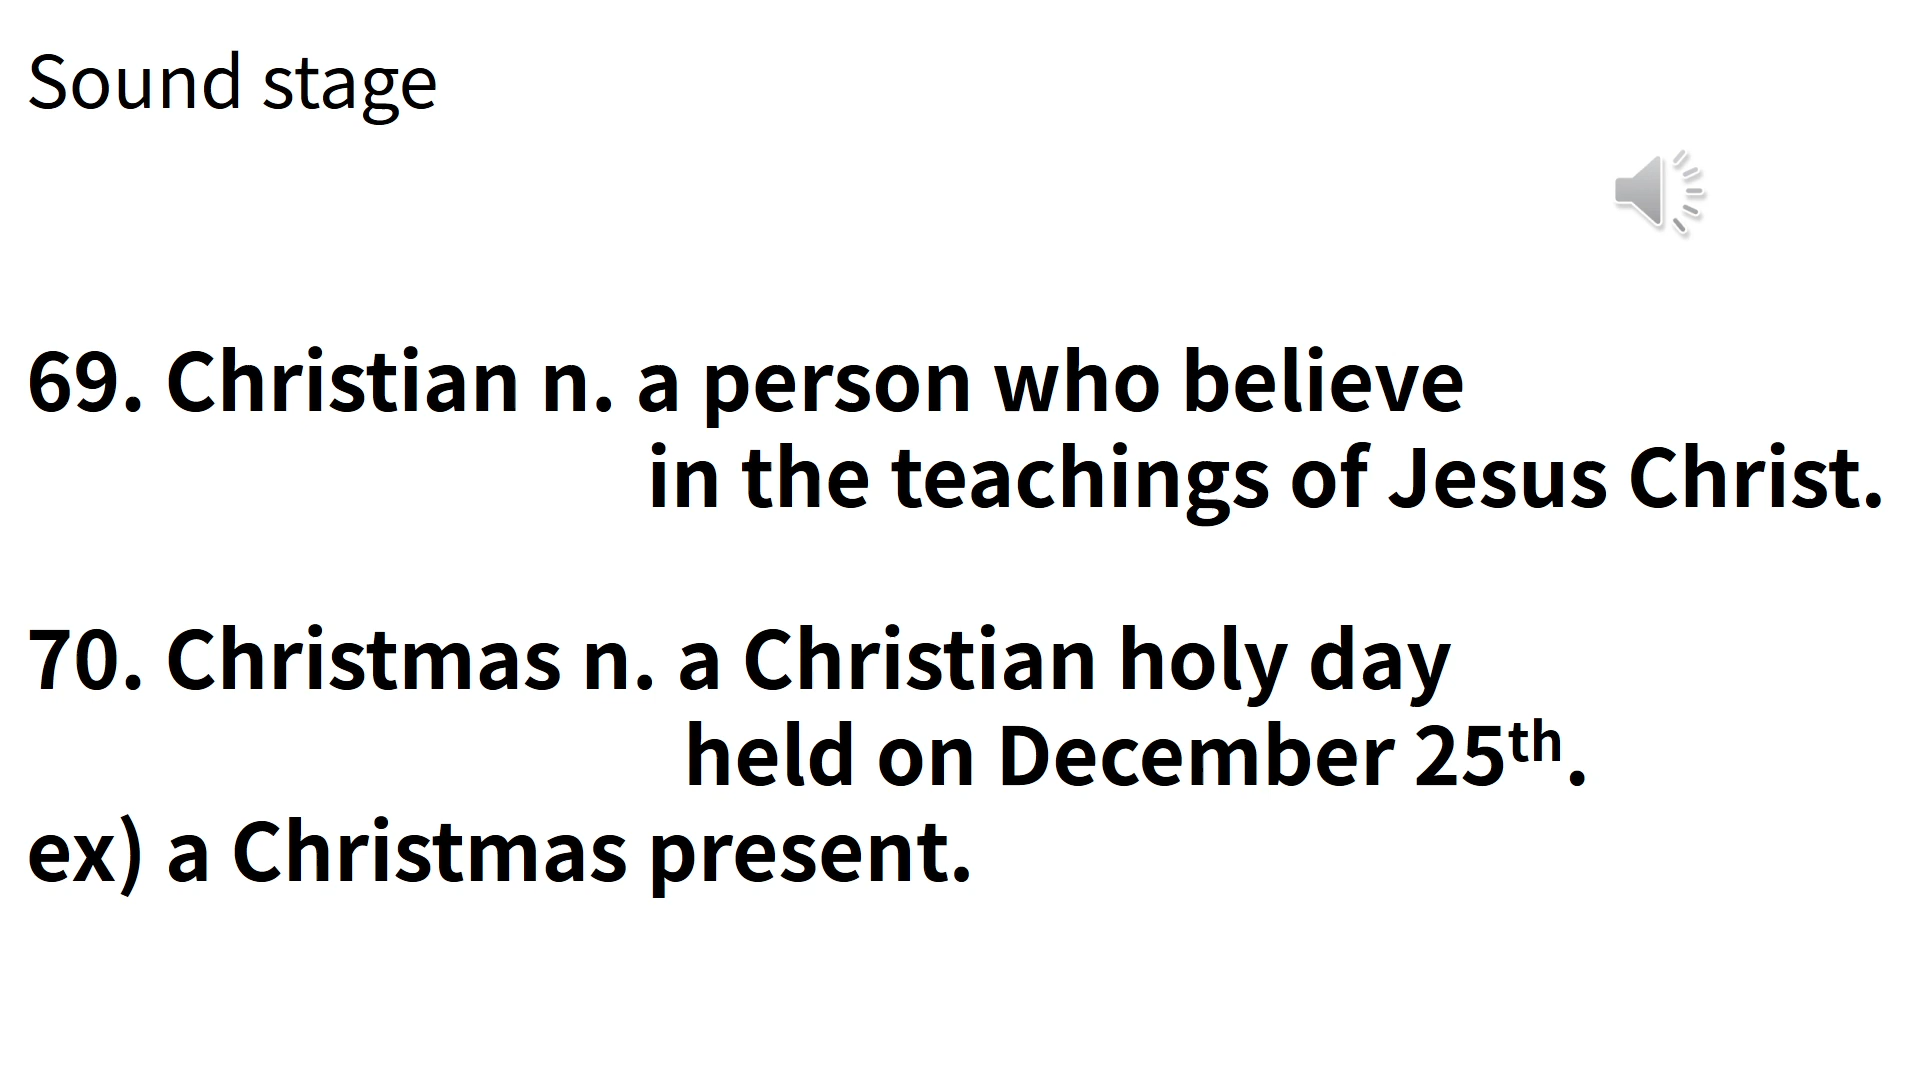 Sound stage
69. Christian n. a person who believe
in the teachings of Jesus Christ.
70. Christmas n. a Christian holy day
held on December 25th.
ex) a Christmas present.